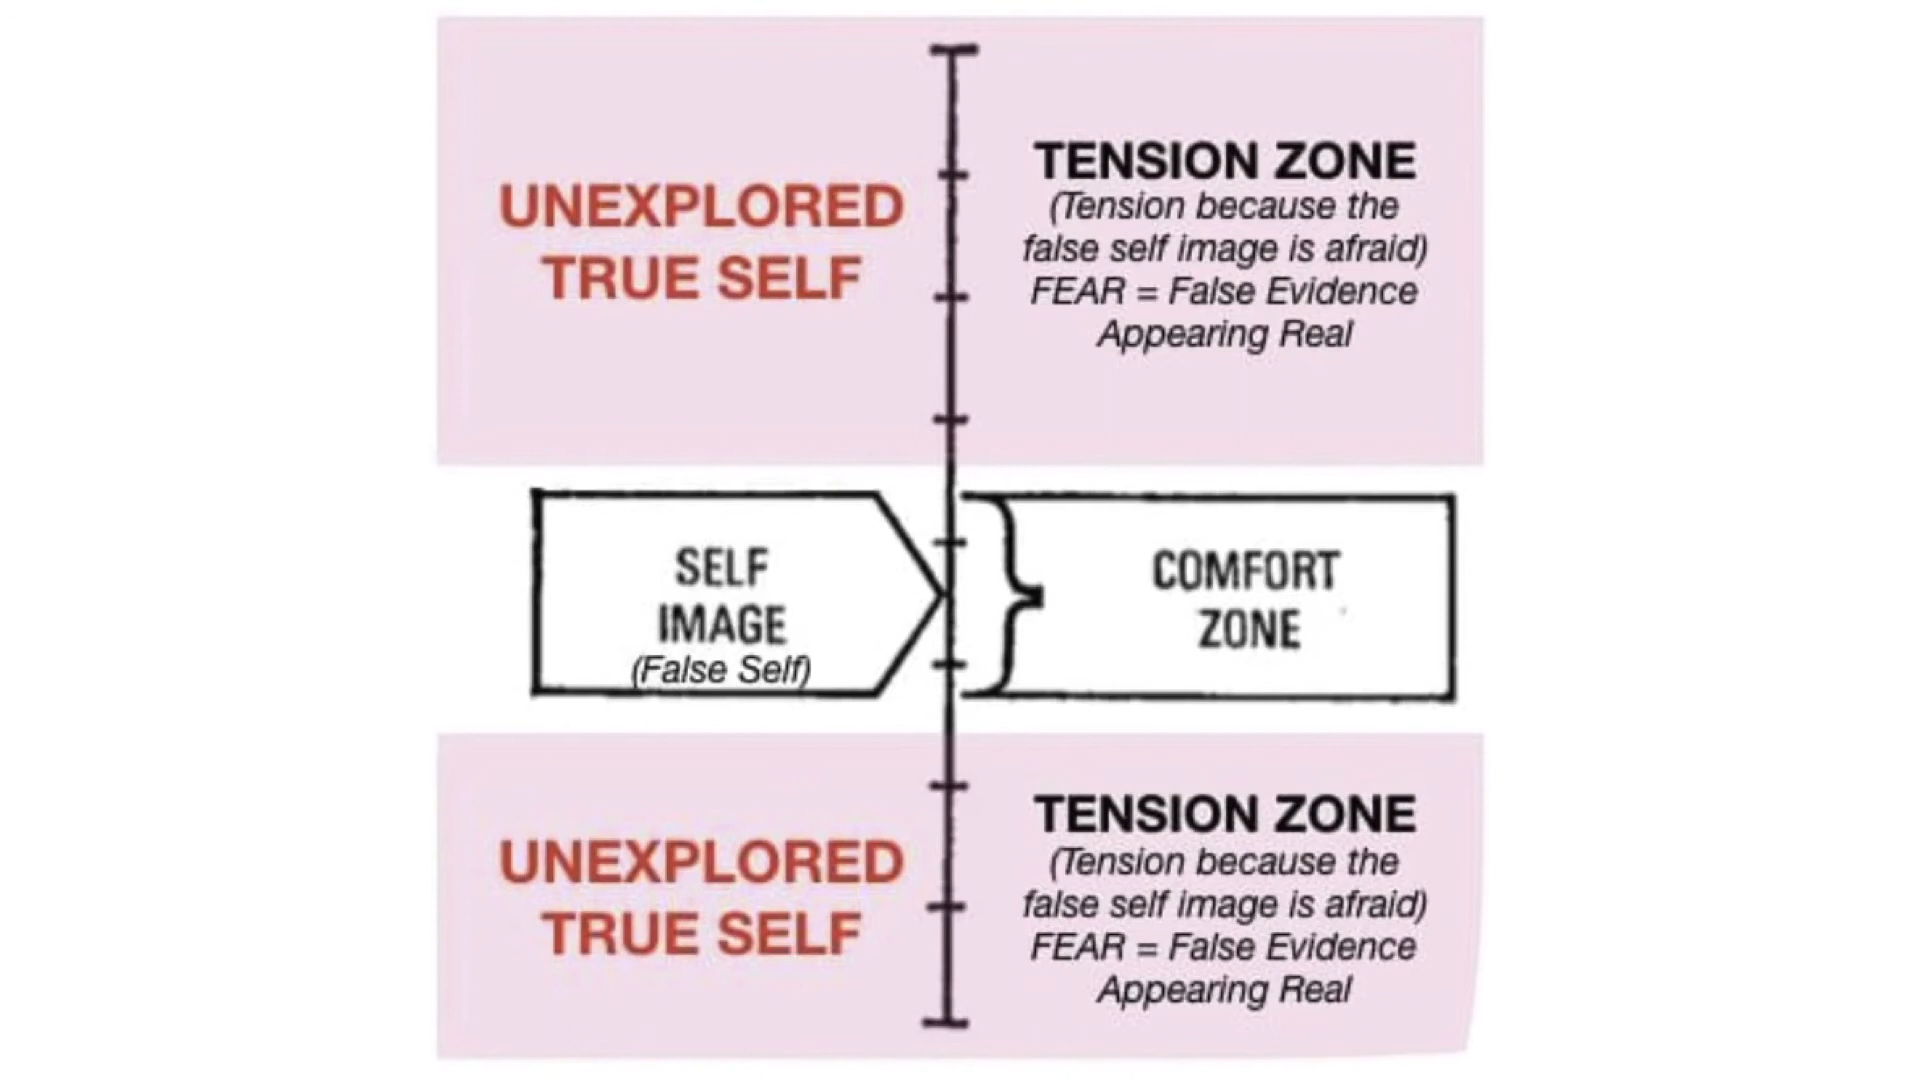 UNEXPLORED
TRUE SELF
TENSION ZONE
(Tension because the
false self image is afraid)
FEAR = False Evidence
Appearing Real
SELF
IMAGE
(False Self)
COMFORT
ZONE
UNEXPLORED
TRUE SELF
TENSION ZONE
(Tension because the
false self image is afraid)
FEAR = False Evidence
Appearing Real